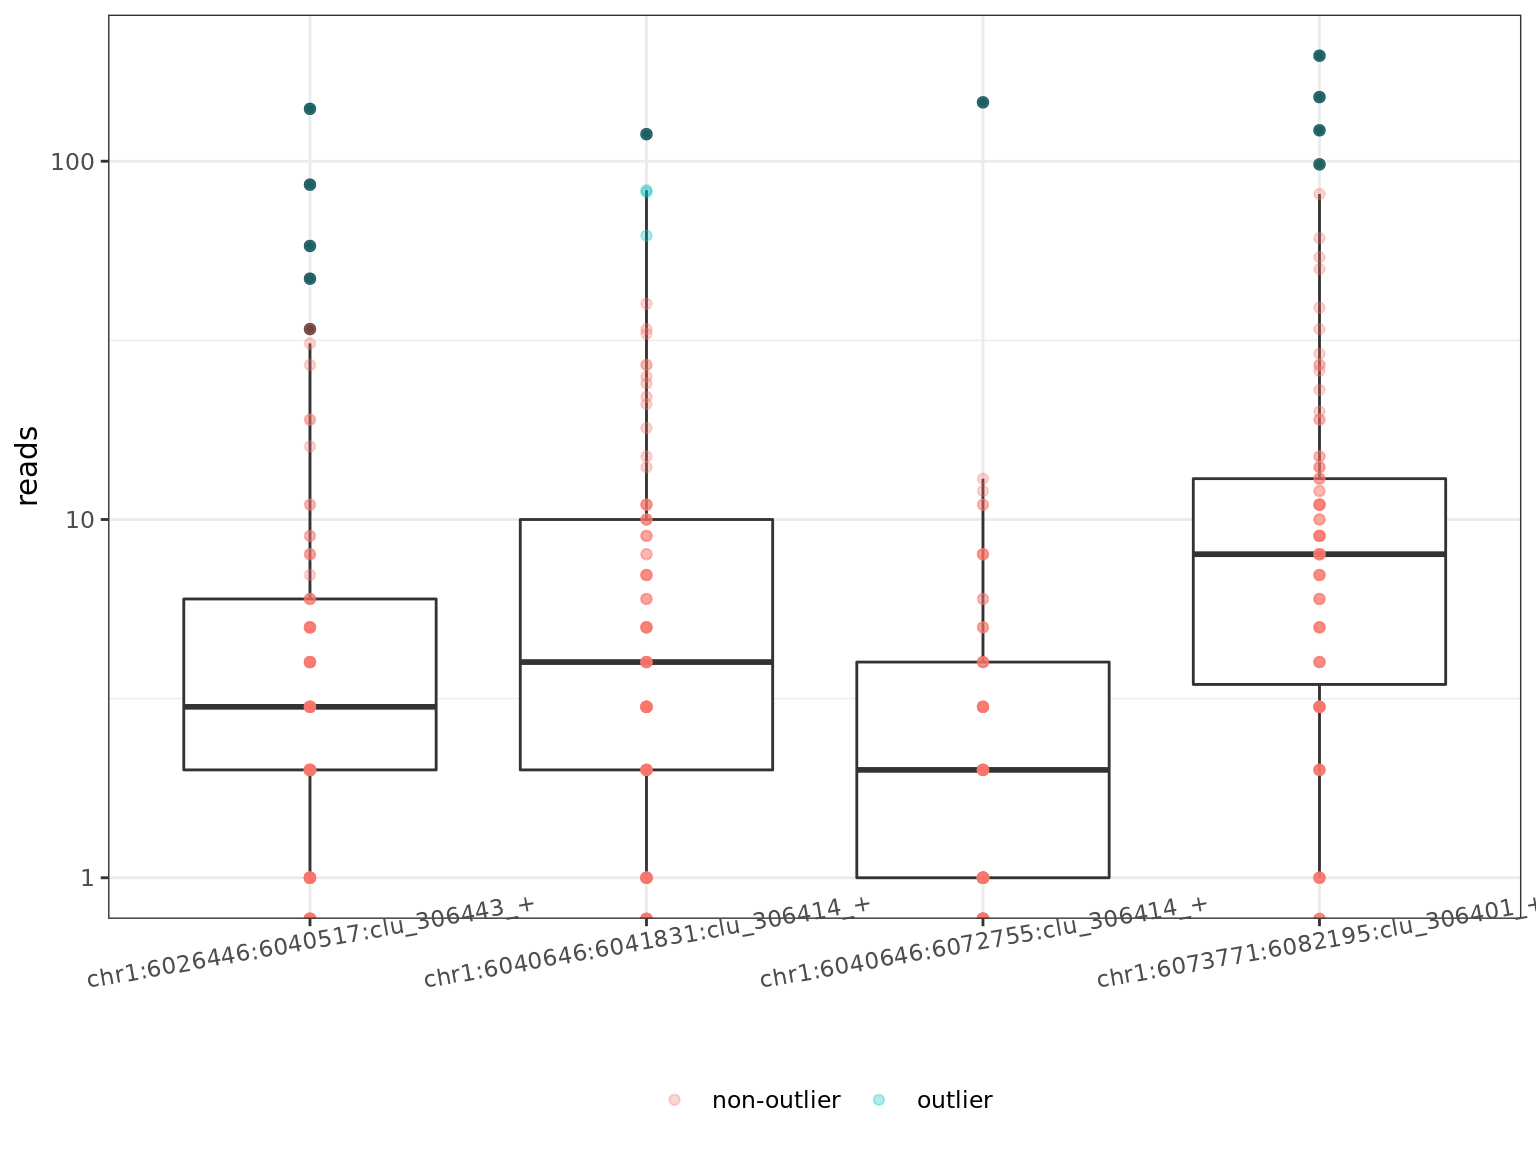 reads
100
10
1
chr1:6026446:6040517:clu_306443_+
chr1:6040646:6041831:clu_306414_+
chr1:6040646:6072755:clu_306414_+
chr1:6073771:6082195:clu_306401_+
non-outlier
outlier